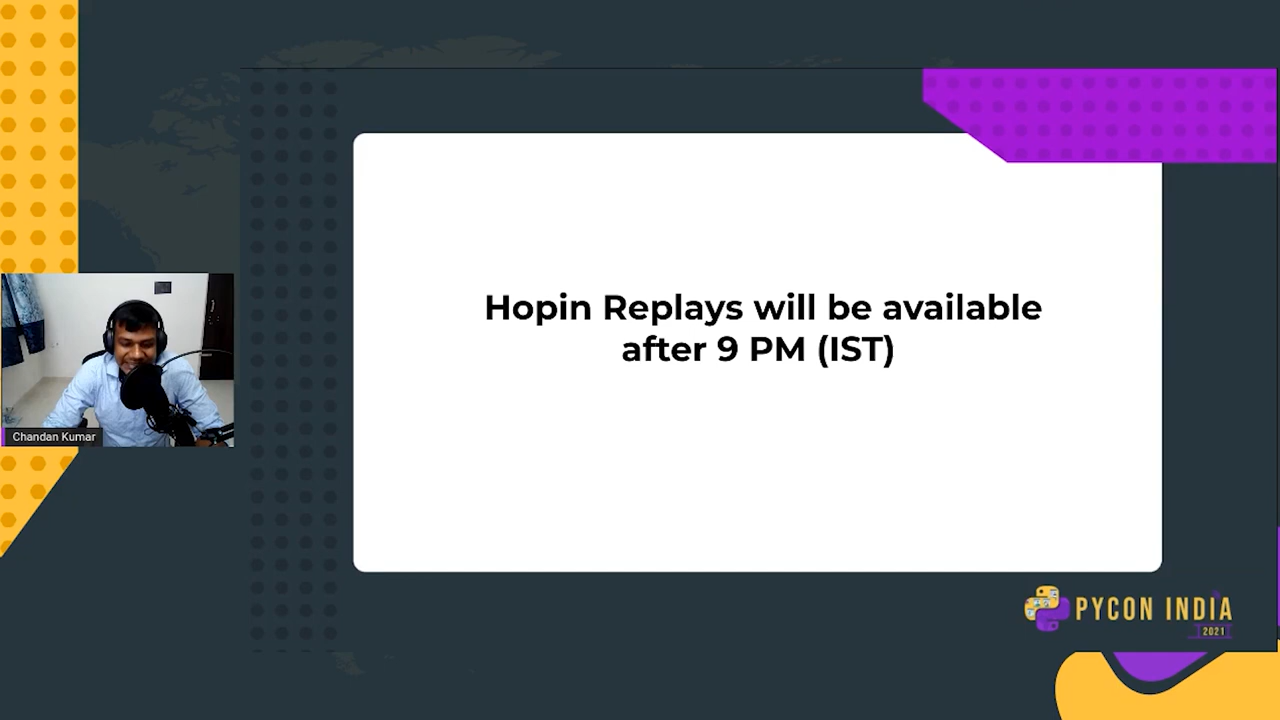 Hopin Replays will be available
after 9 PM (IST)
Chandan Kumar
PYCON INDIA
2021